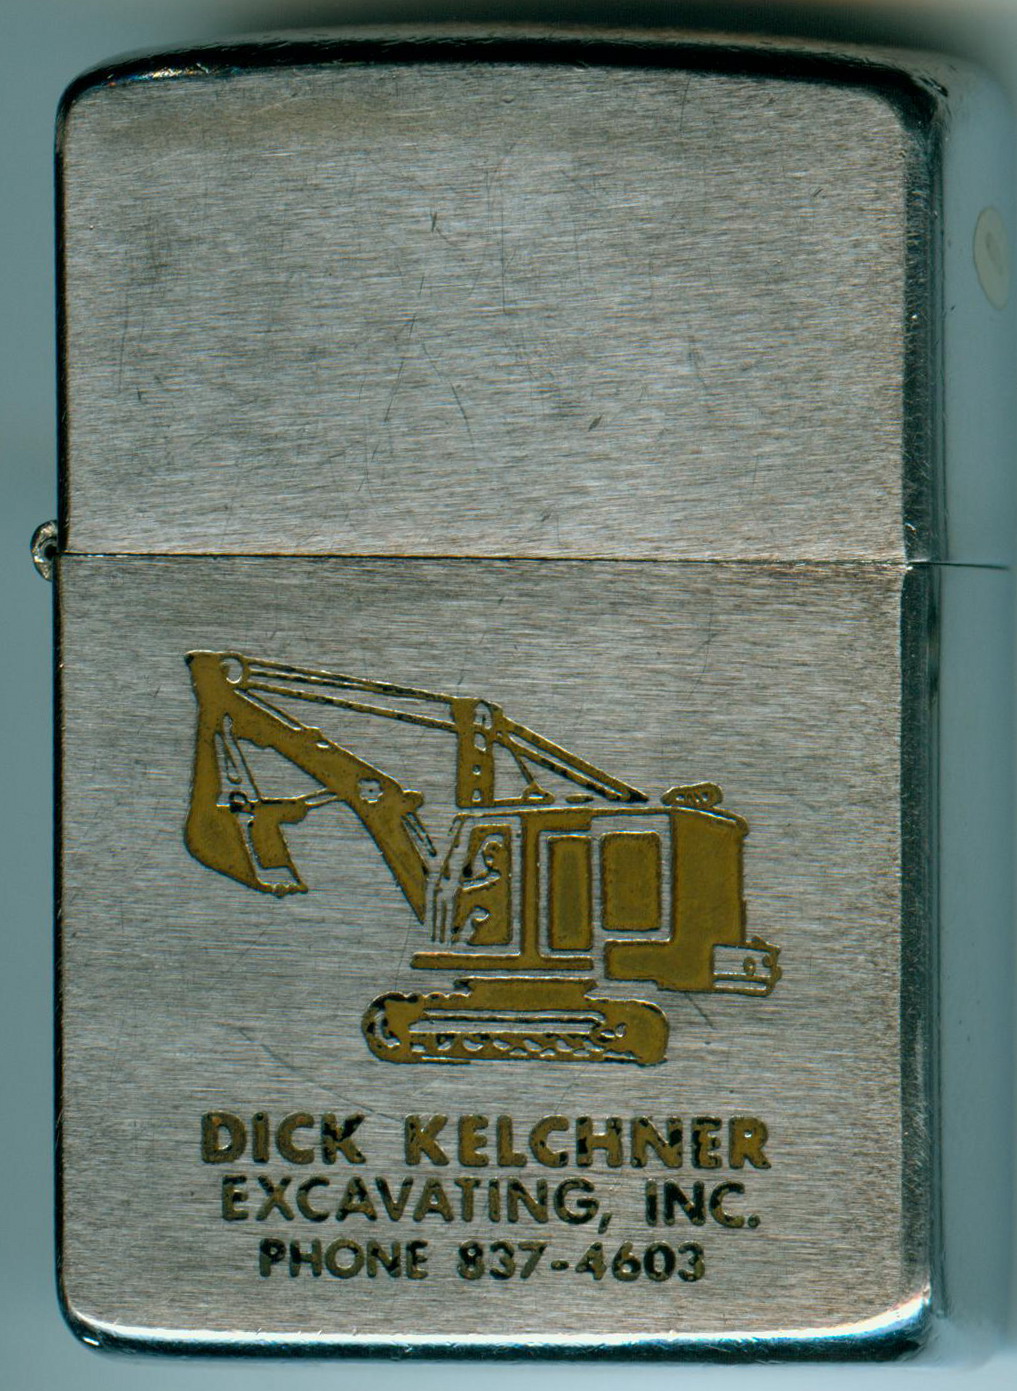 DICK KELCHNER
EXCAVATING, INC.
PHONE 837-4603